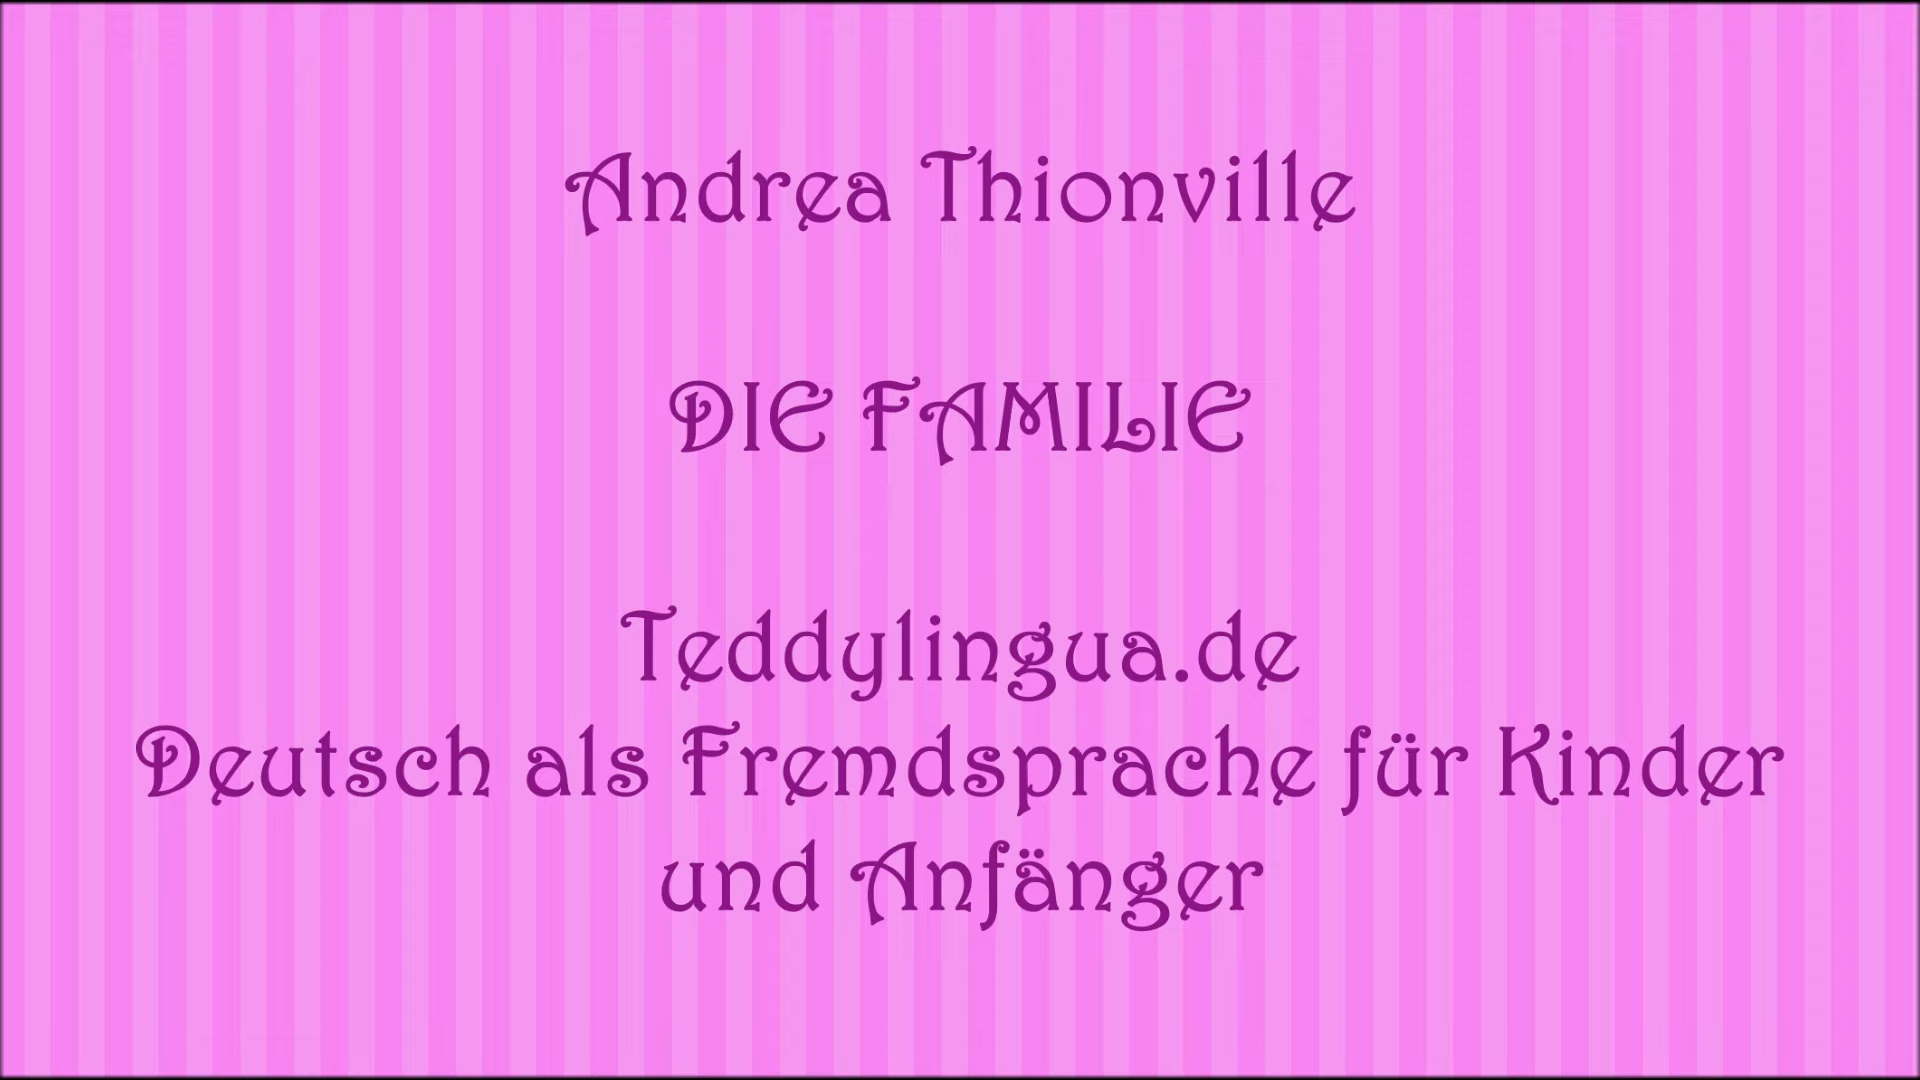 Andrea Thionville
DIE FAMILIE
Teddylingua.de
Deutsch als Fremdsprache für Kinder
und Anfänger